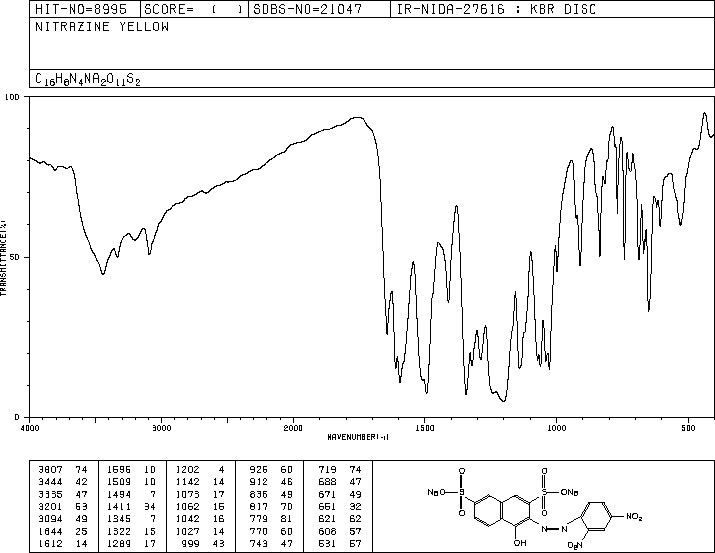 HIT-NO=8995 SCORE= ( ) SDBS-NO=21047 IR-NIDA-27616 : KBR DISC
NITRAZINE YELLOW
C16H8N4NA2O11S2
100
TRANSMITTANCE(%)
50
0
4000 3000 2000 1500 1000 500
WAVENUMBER(-1)
3807 74 1596 10 1202 4 926 60 719 74
3444 42 1509 10 1142 14 912 46 688 47
3335 47 1494 7 1073 17 836 49 671 49
3201 53 1411 34 1062 15 817 70 651 32
3094 49 1345 7 1042 16 779 81 621 62
1644 25 1322 15 1027 14 770 60 608 57
1612 14 1289 17 999 43 743 47 531 57
O O
NaO S S ONa
O O
N N NO2
OH O2N